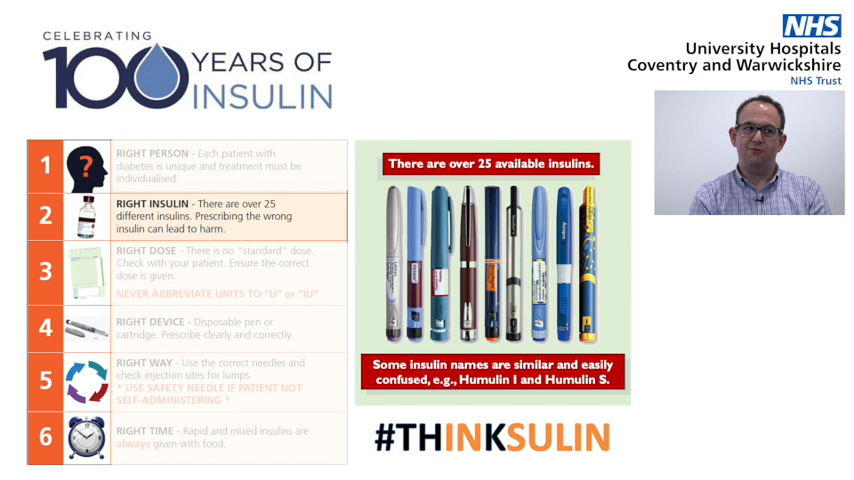 CELEBRATING
100 YEARS OF
INSULIN
NHS
University Hospitals
Coventry and Warwickshire
NHS Trust
1
?
RIGHT PERSON - Each patient with
diabetes is unique and treatment must be
individualised.
2
RIGHT INSULIN - There are over 25
different insulins. Prescribing the wrong
insulin can lead to harm.
3
RIGHT DOSE - There is no "standard" dose.
Check with your patient. Ensure the correct
dose is given.
NEVER ABBREVIATE UNITS TO "U" or "IU"
4
RIGHT DEVICE - Disposable pen or
cartridge. Prescribe clearly and correctly.
5
RIGHT WAY - Use the correct needles and
check injection sites for lumps.
* USE SAFETY NEEDLE IF PATIENT NOT
SELF-ADMINISTERING *
6
RIGHT TIME - Rapid and mixed insulins are
always given with food.
There are over 25 available insulins.
Some insulin names are similar and easily
confused, e.g., Humulin I and Humulin S.
#THINKSULIN